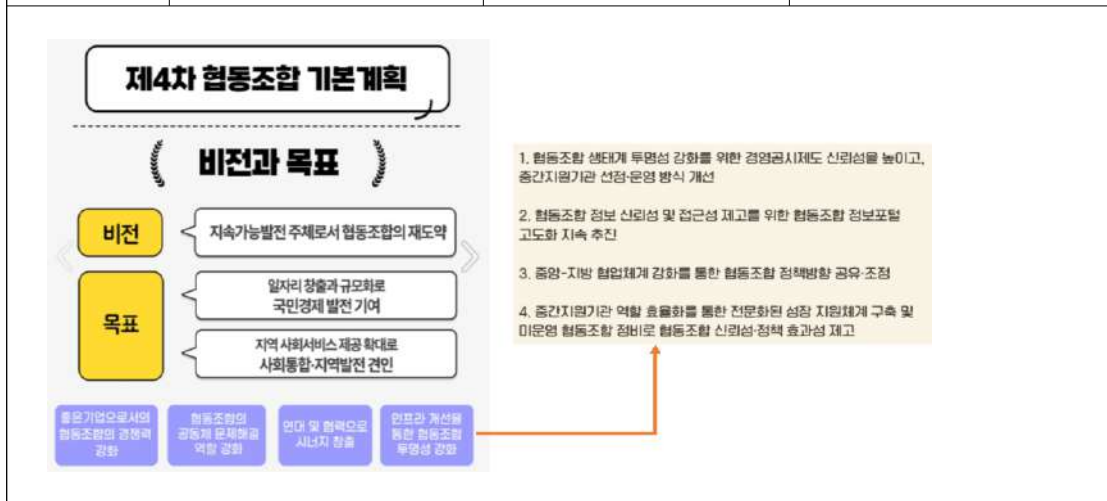 제4차 협동조합 기본계획
비전과 목표
비전
지속가능발전 주체로서 협동조합의 재도약
목표
일자리 창출과 규모화로
국민경제 발전 기여
지역 사회서비스 제공 확대로
사회통합·지역발전 견인
좋은기업으로서의
협동조합의 경쟁력
강화
협동조합의
공동체 문제해결
역할 강화
연대 및 협력으로
시너지 창출
인프라 개선을
통한 협동조합
투명성 강화
1. 협동조합 생태계 투명성 강화를 위한 경영공시제도 신뢰성을 높이고,
중간지원기관 선정·운영 방식 개선
2. 협동조합 정보 신뢰성 및 접근성 제고를 위한 협동조합 정보포털
고도화 지속 추진
3. 중앙-지방 협업체계 강화를 통한 협동조합 정책방향 공유·조정
4. 중간지원기관 역할 효율화를 통한 전문화된 성장 지원체계 구축 및
미운영 협동조합 정비로 협동조합 신뢰성·정책 효과성 제고